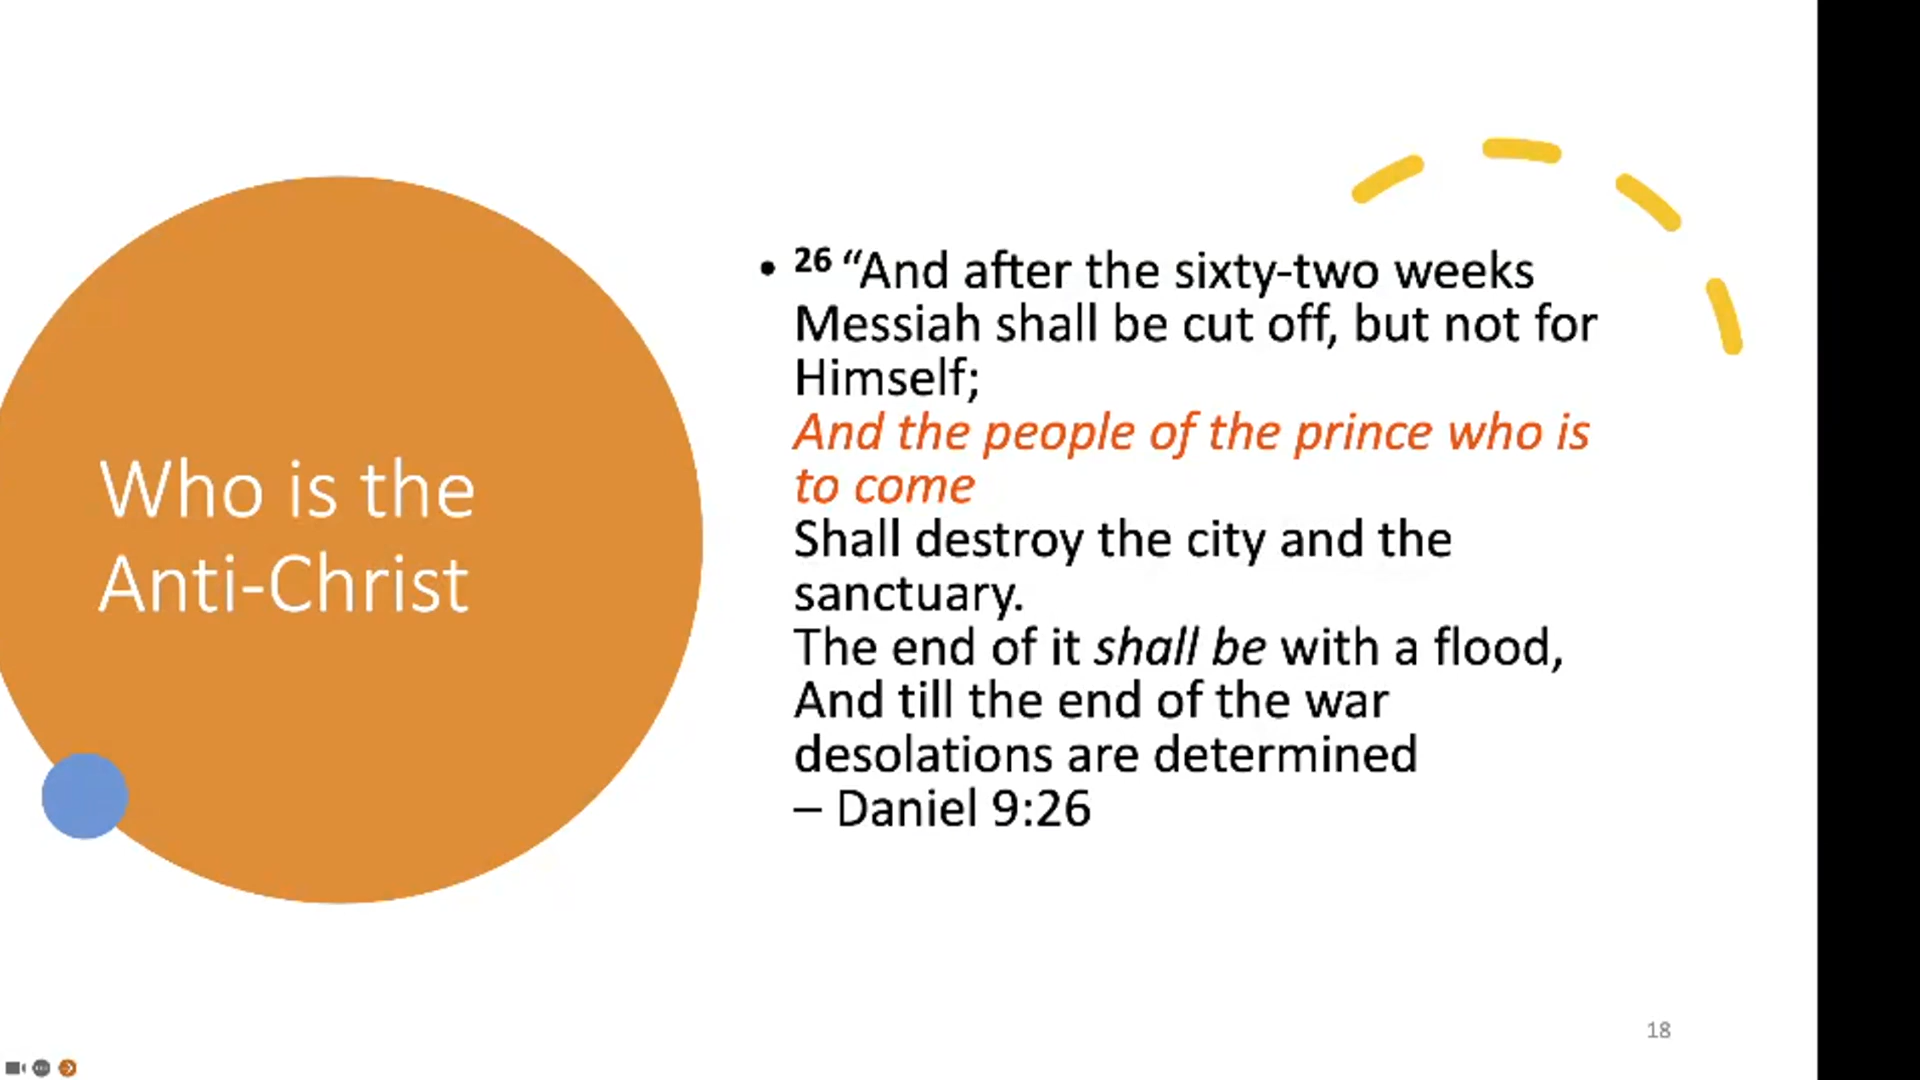 Who is the
Anti-Christ
• 26 “And after the sixty-two weeks
Messiah shall be cut off, but not for
Himself;
And the people of the prince who is
to come
Shall destroy the city and the
sanctuary.
The end of it shall be with a flood,
And till the end of the war
desolations are determined
– Daniel 9:26
18